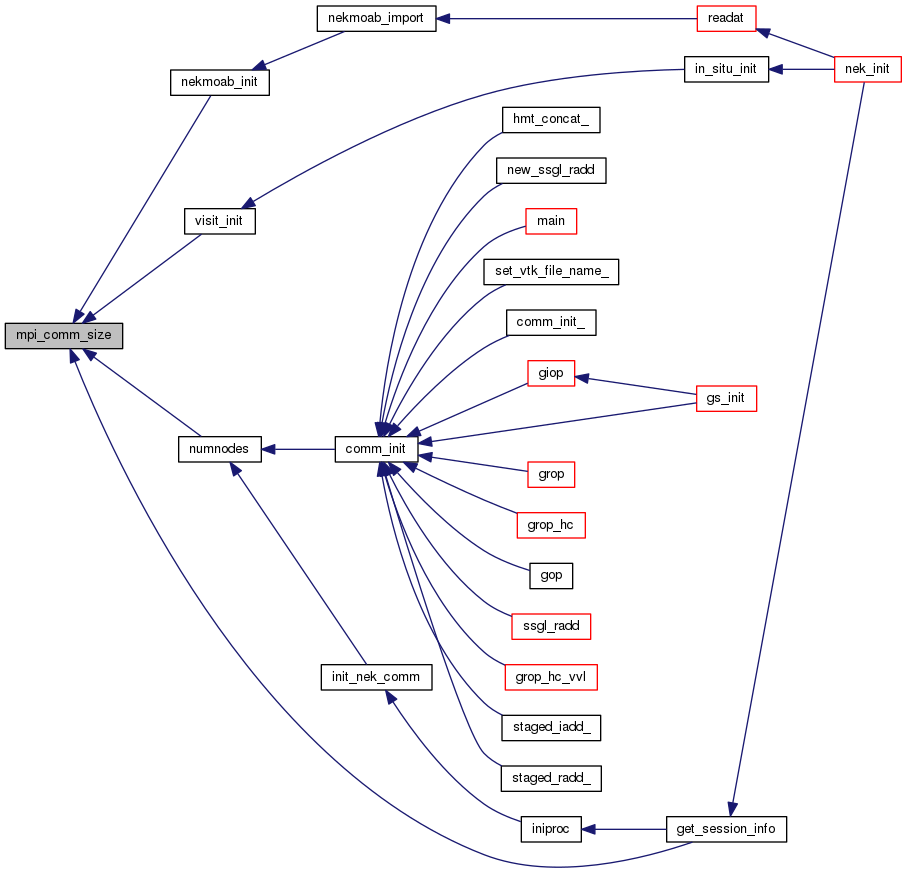 nekmoab_import
readat
in_situ_init
nek_init
nekmoab_init
hmt_concat_
new_ssgl_radd
visit_init
main
set_vtk_file_name_
comm_init_
mpi_comm_size
giop
gs_init
numnodes
comm_init
grop
grop_hc
gop
ssgl_radd
init_nek_comm
grop_hc_vvl
staged_iadd_
staged_radd_
iniproc
get_session_info